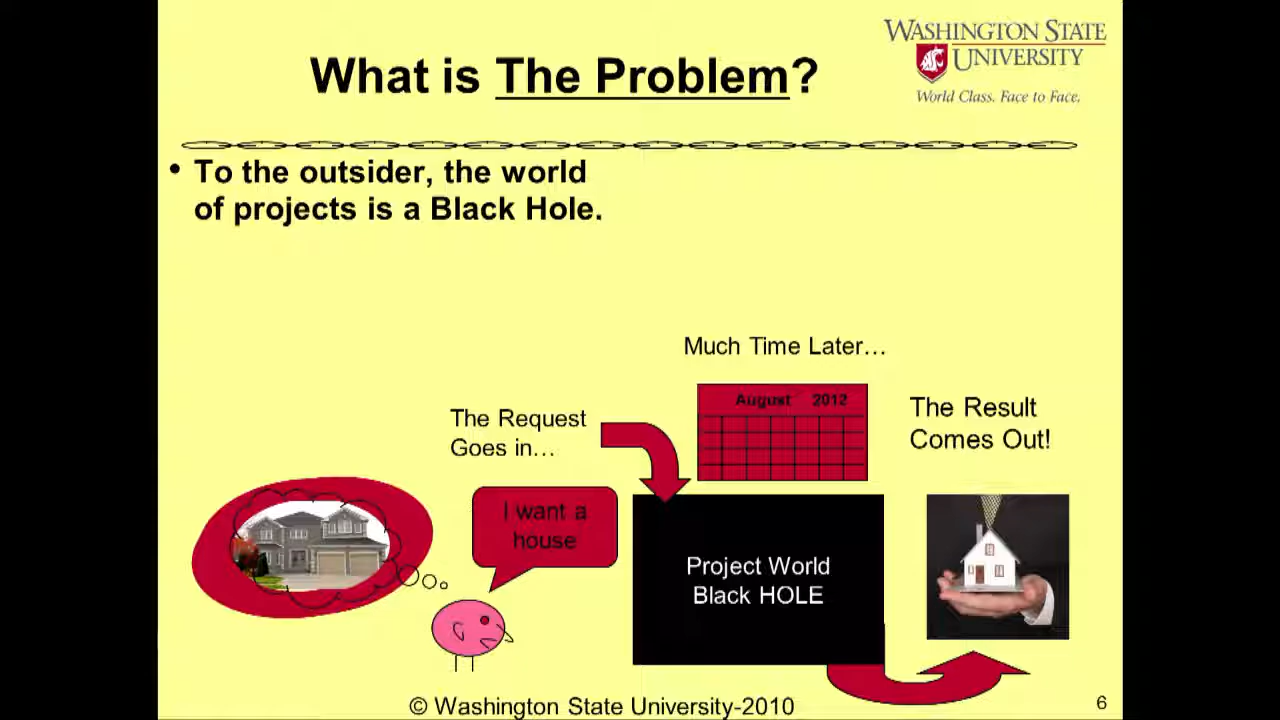 WASHINGTON STATE
UNIVERSITY
World Class. Face to Face.
What is The Problem?
• To the outsider, the world
of projects is a Black Hole.
Much Time Later…
August 2012
The Request
Goes in…
The Result
Comes Out!
I want a
house
Project World
Black HOLE
© Washington State University-2010
6